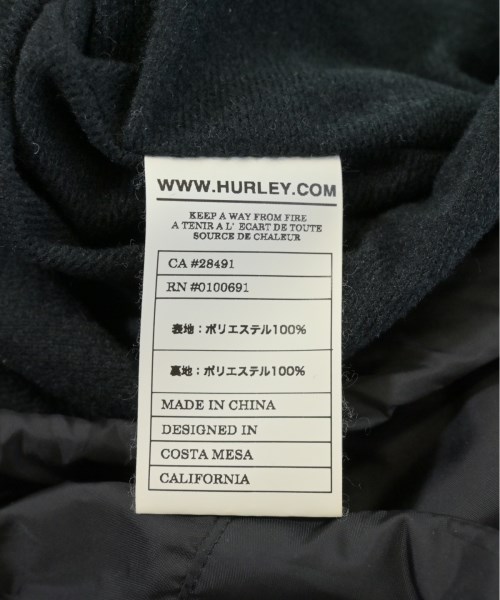 WWW.HURLEY.COM
KEEP A WAY FROM FIRE
A TENIR A L' ECART DE TOUTE
SOURCE DE CHALEUR
CA #28491
RN #0100691
表地：ポリエステル100%
裏地：ポリエステル100%
MADE IN CHINA
DESIGNED IN
COSTA MESA
CALIFORNIA